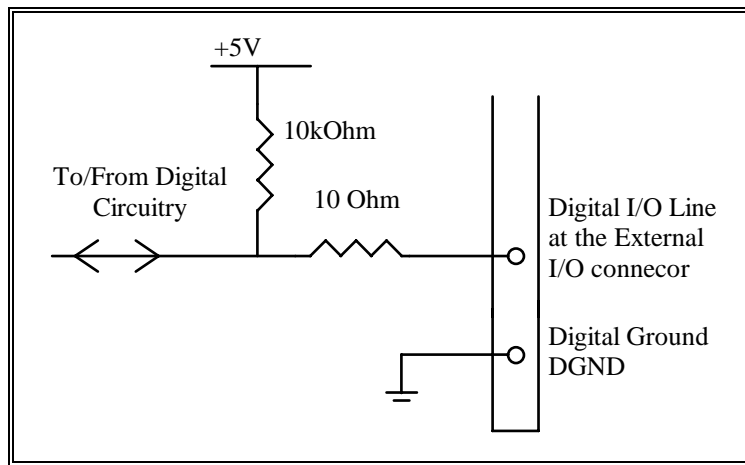 +5V
10kOhm
To/From Digital
Circuitry
10 Ohm
Digital I/O Line
at the External
I/O connecor
Digital Ground
DGND